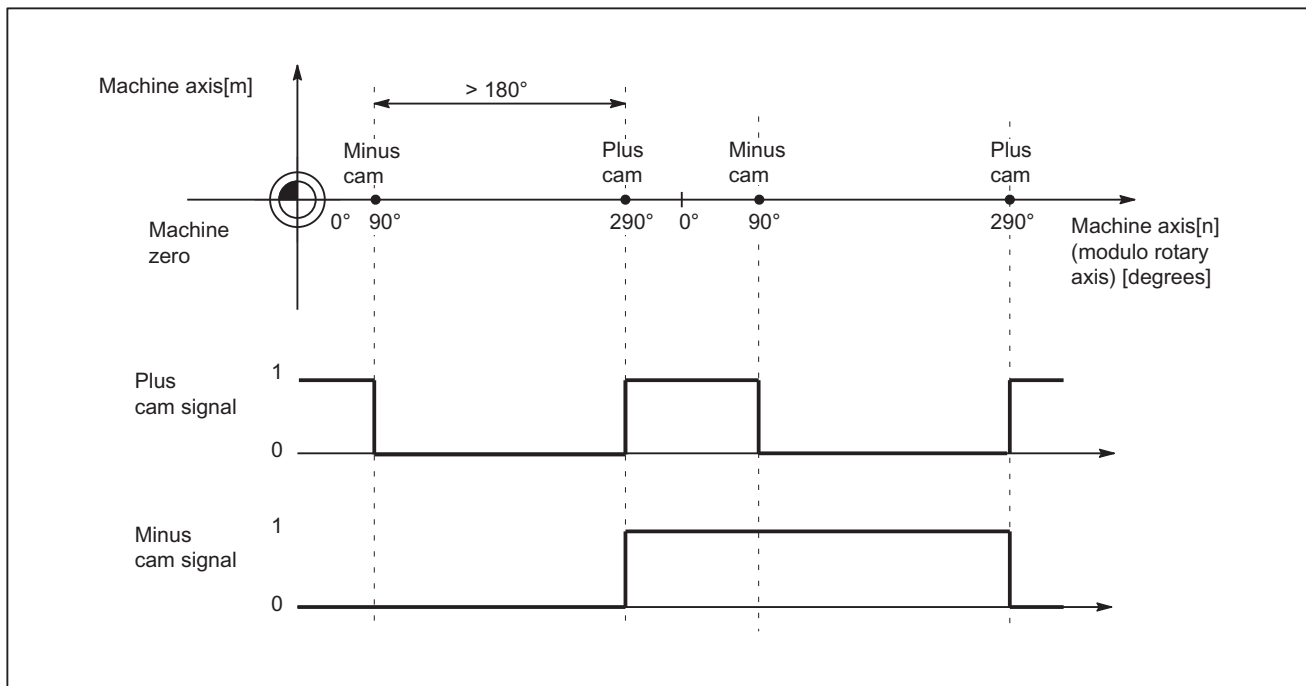 Machine axis[m]
> 180°
Minus
cam
Plus
cam
Minus
cam
Plus
cam
0°
90°
290°
0°
90°
290°
Machine
zero
Machine axis[n]
(modulo rotary
axis) [degrees]
Plus
cam signal
1
0
Minus
cam signal
1
0